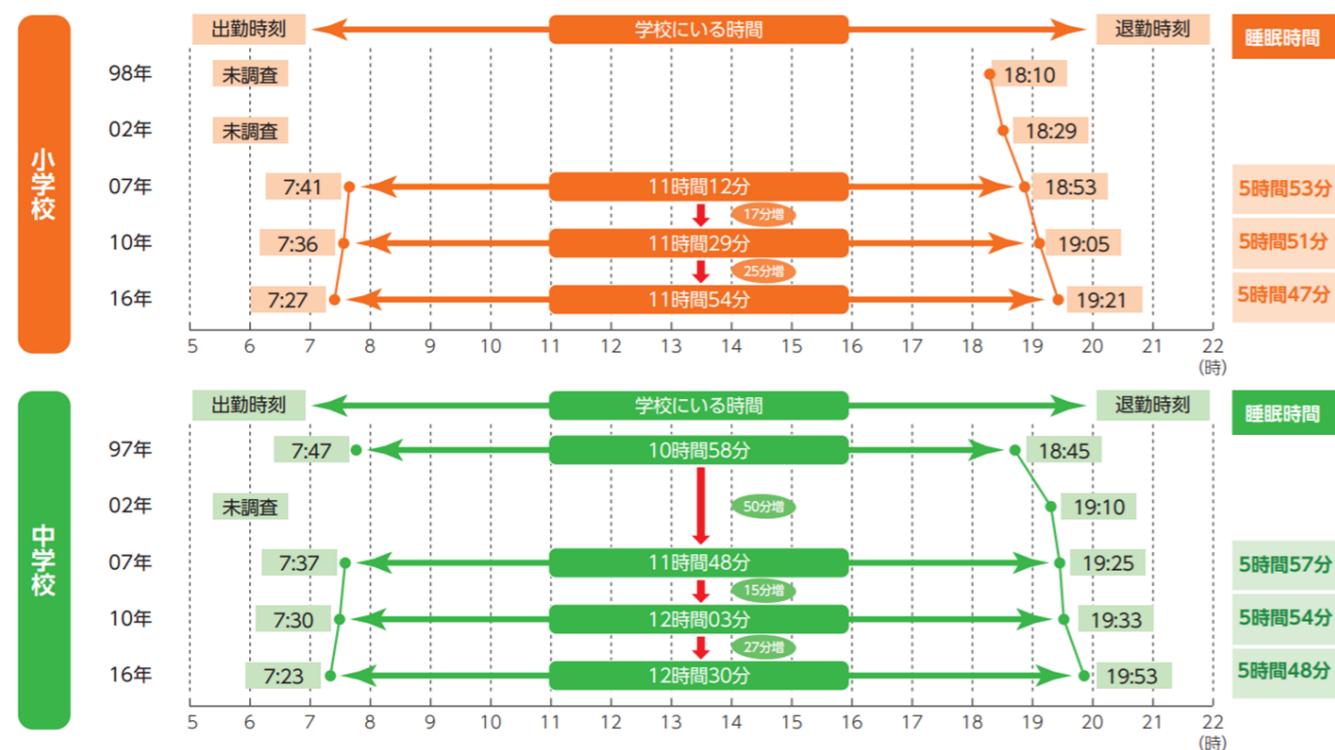 小学校
出勤時刻 学校にいる時間 退勤時刻 睡眠時間
98年 未調査 18:10
02年 未調査 18:29
07年 7:41 11時間12分 18:53 5時間53分
17分増
10年 7:36 11時間29分 19:05 5時間51分
25分増
16年 7:27 11時間54分 19:21 5時間47分
5 6 7 8 9 10 11 12 13 14 15 16 17 18 19 20 21 22
(時)
中学校
出勤時刻 学校にいる時間 退勤時刻 睡眠時間
97年 7:47 10時間58分 18:45
02年 未調査 50分増 19:10
07年 7:37 11時間48分 19:25 5時間57分
15分増
10年 7:30 12時間03分 19:33 5時間54分
27分増
16年 7:23 12時間30分 19:53 5時間48分
5 6 7 8 9 10 11 12 13 14 15 16 17 18 19 20 21 22
(時)